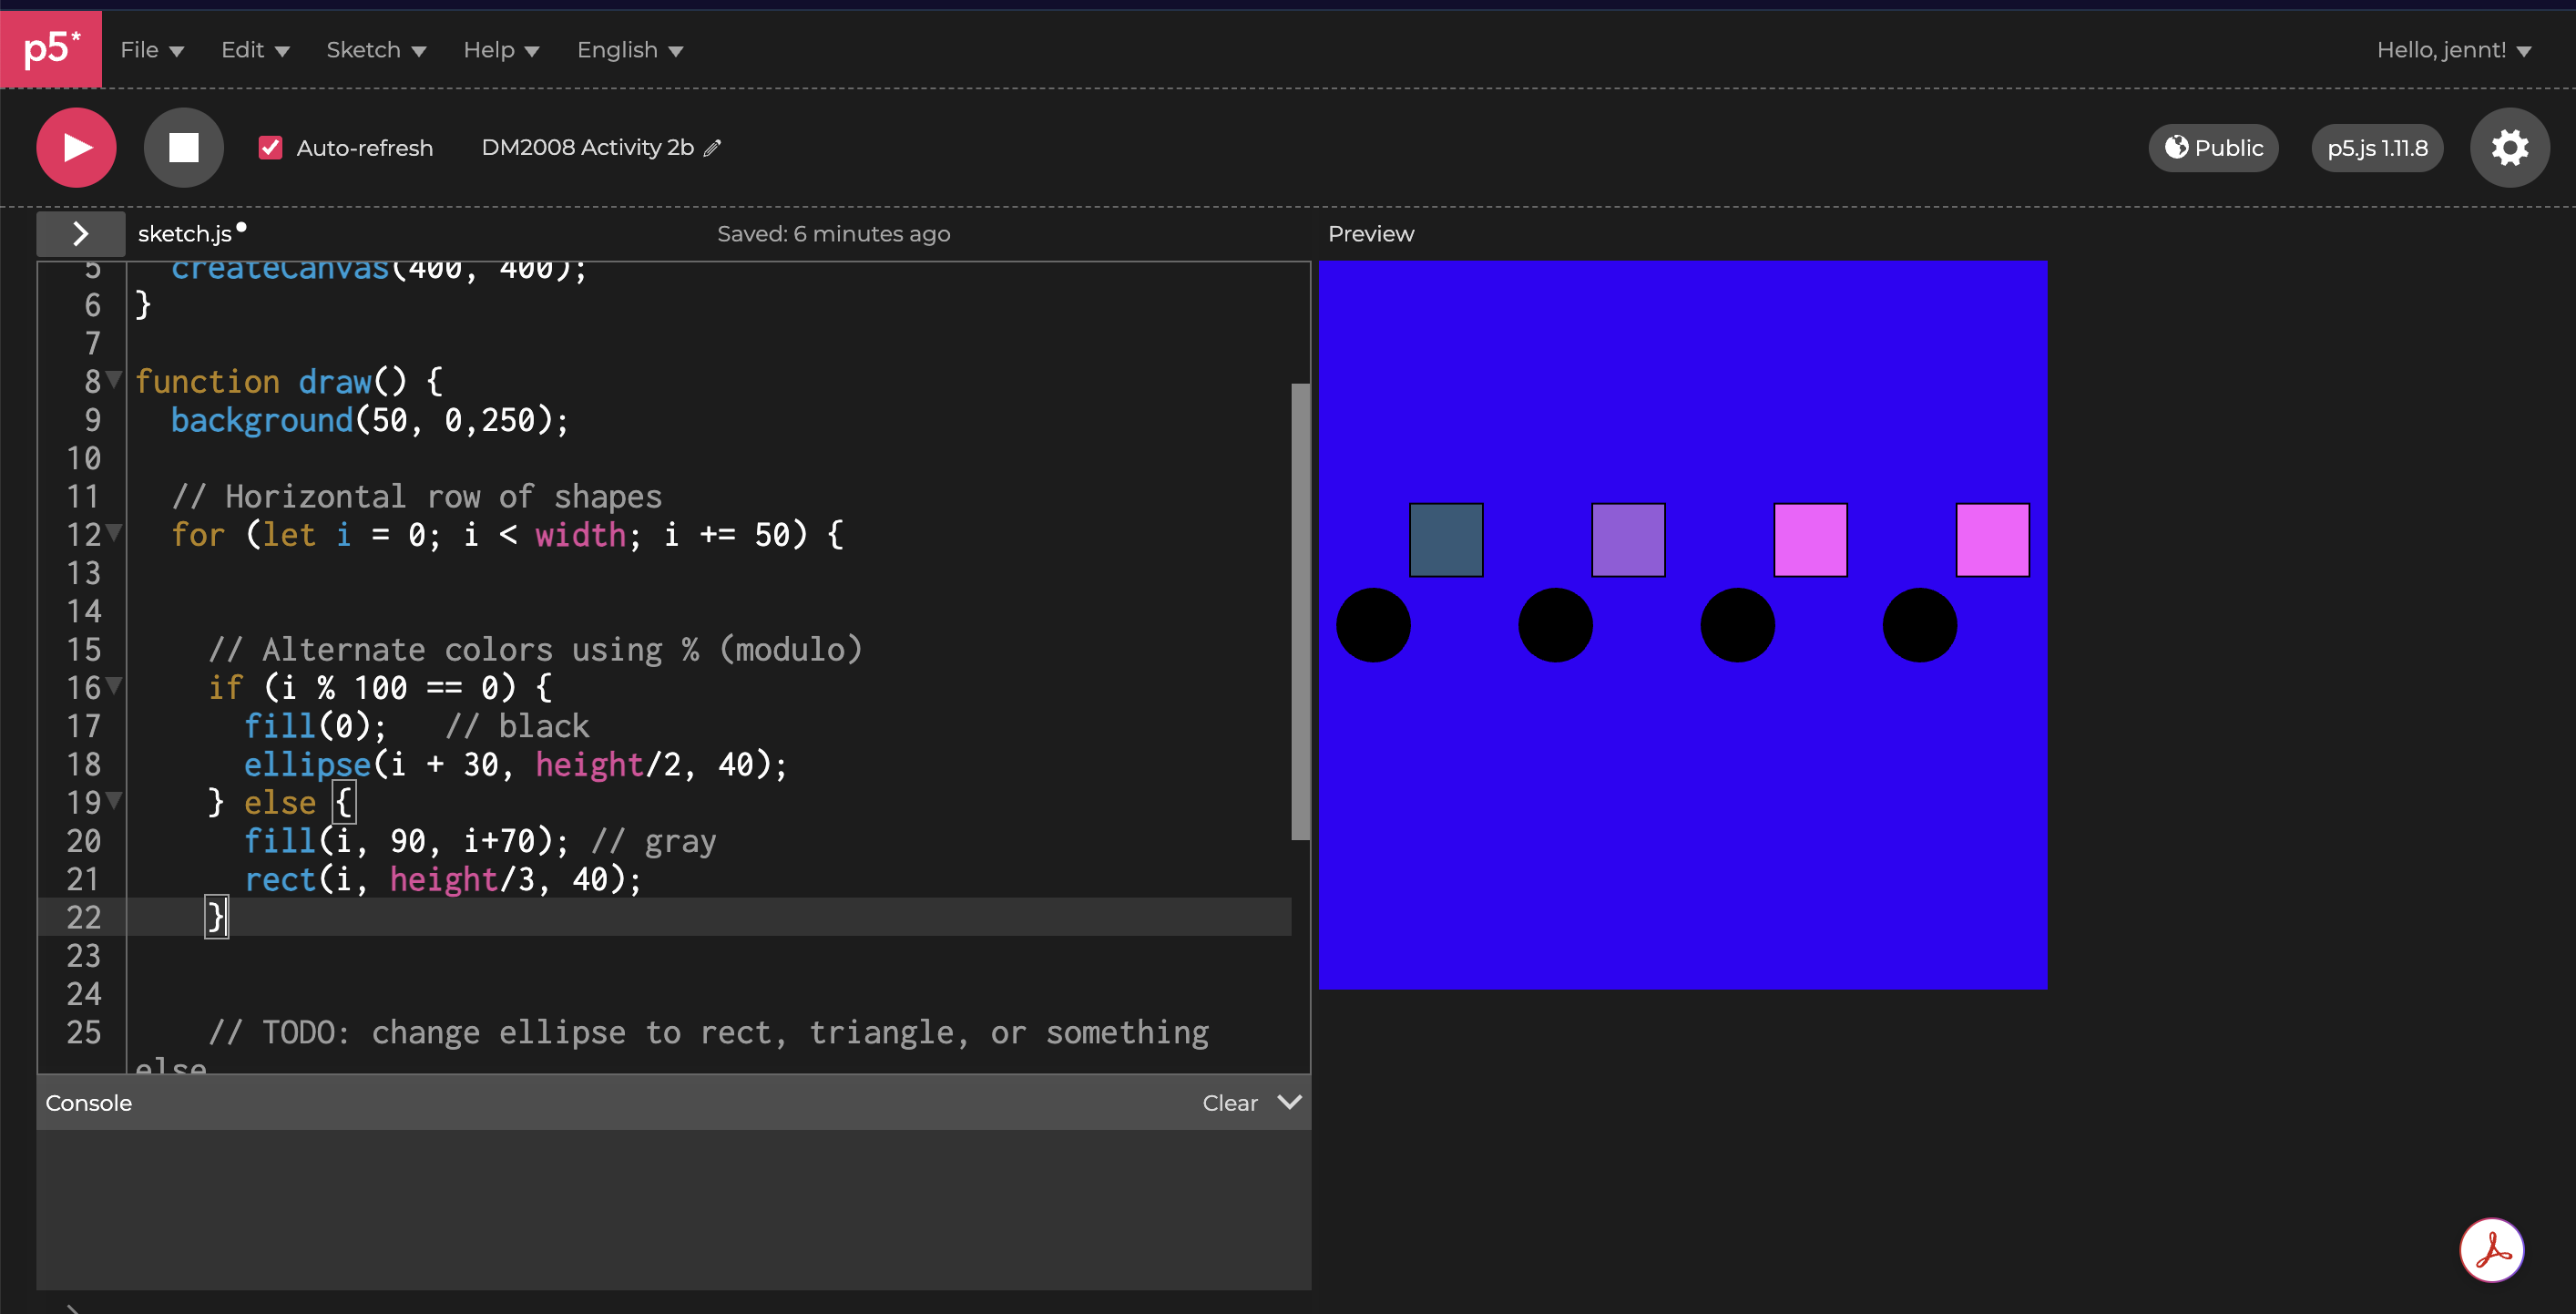 p5* File Edit Sketch Help English Hello, jennt!
Auto-refresh DM2008 Activity 2b Public p5.js 1.11.8
sketch.js Saved: 6 minutes ago Preview
5 createCanvas(400, 400);
6 }
7
8 function draw() {
9 background(50, 0,250);
10
11 // Horizontal row of shapes
12 for (let i = 0; i < width; i += 50) {
13
14
15 // Alternate colors using % (modulo)
16 if (i % 100 == 0) {
17 fill(0); // black
18 ellipse(i + 30, height/2, 40);
19 } else {
20 fill(i, 90, i+70); // gray
21 rect(i, height/3, 40);
22 }
23
24
25 // TODO: change ellipse to rect, triangle, or something
else
Console Clear